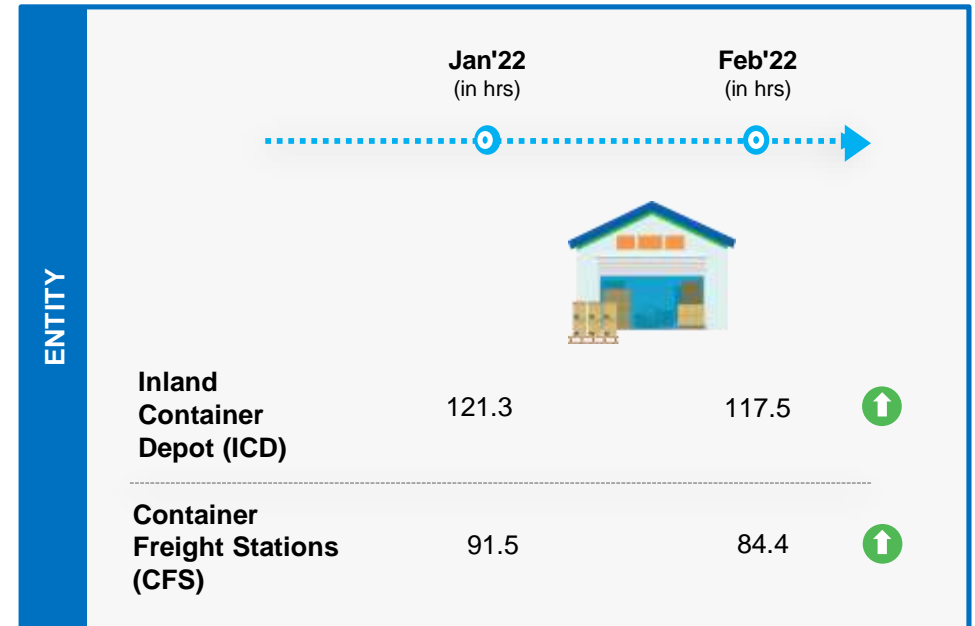 Jan'22
(in hrs)
Feb'22
(in hrs)
ENTITY
Inland
Container
Depot (ICD)
121.3
117.5
Container
Freight Stations
(CFS)
91.5
84.4